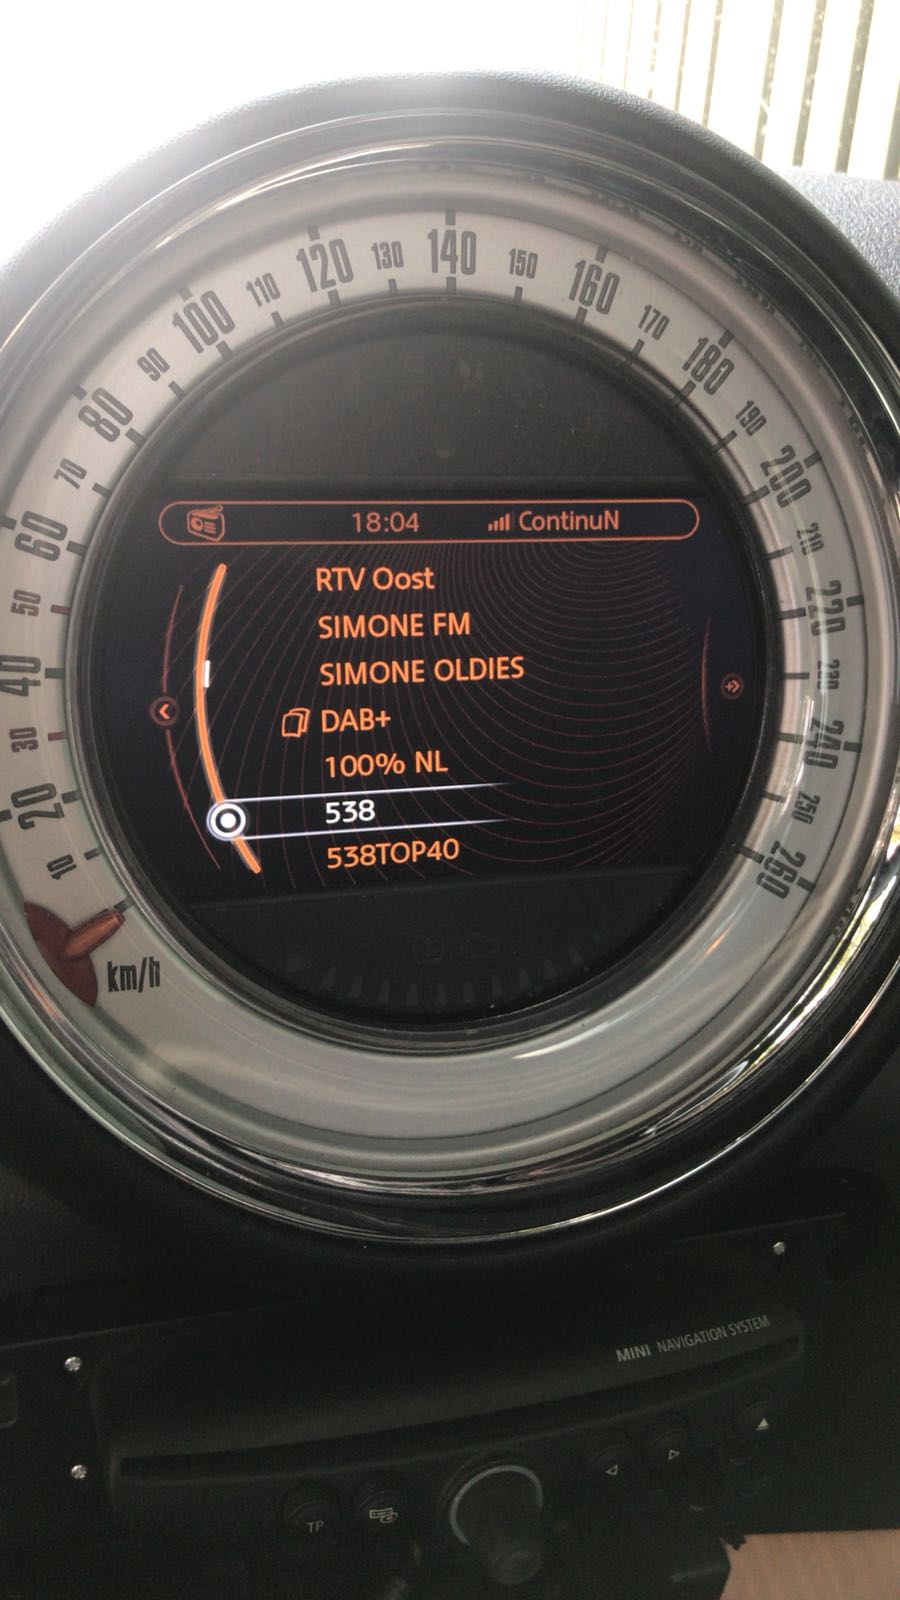 10
20
30
40
50
60
70
80
90
100
110
120
130
140
150
160
170
180
190
200
210
220
230
240
250
260
km/h
18:04 ContinuN
RTV Oost
SIMONE FM
SIMONE OLDIES
DAB+
100% NL
538
538TOP40
MINI NAVIGATION SYSTEM
TP